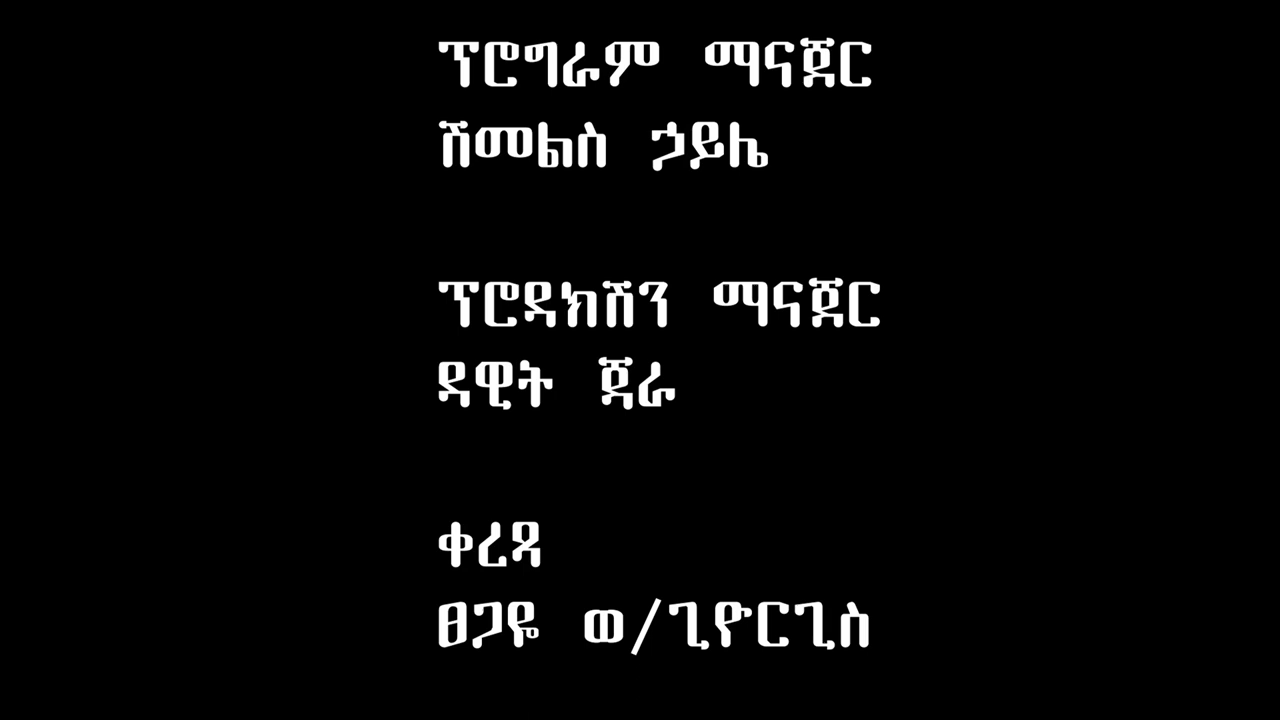 ፕሮግራም ማናጀር
ሽመልስ ኃይሌ
ፕሮዳክሽን ማናጀር
ዳዊት ጃራ
ቀረጻ
ፀጋዬ ወ/ጊዮርጊስ